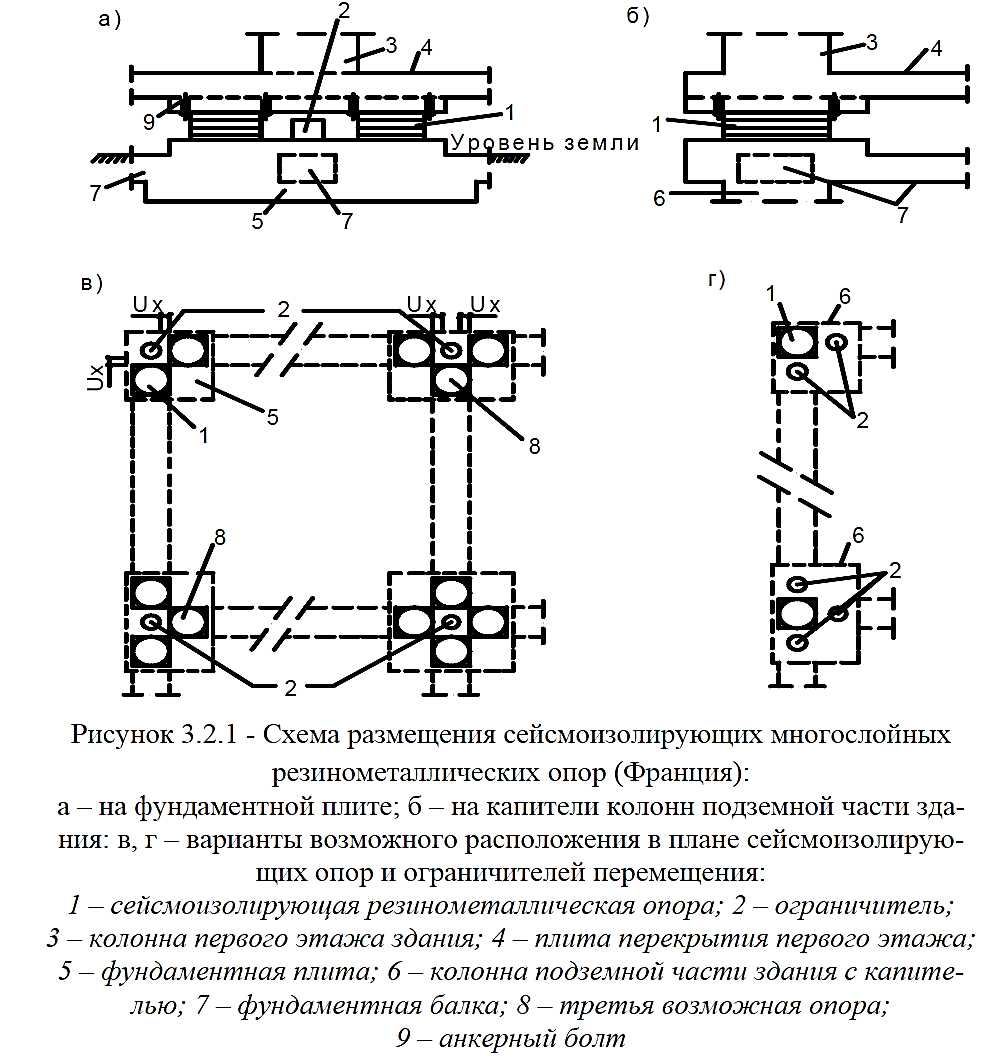 а)
2
3
4
9
1
Уровень земли
7
5
7
б)
3
4
1
6
7
в)
Ux
2
Ux
Ux
Ux
1
5
8
8
2
г)
1
6
2
6
2
Рисунок 3.2.1 - Схема размещения сейсмоизолирующих многослойных
резинометаллических опор (Франция):
а – на фундаментной плите; б – на капители колонн подземной части зда-
ния: в, г – варианты возможного расположения в плане сейсмоизолирую-
щих опор и ограничителей перемещения:
1 – сейсмоизолирующая резинометаллическая опора; 2 – ограничитель;
3 – колонна первого этажа здания; 4 – плита перекрытия первого этажа;
5 – фундаментная плита; 6 – колонна подземной части здания с капите-
лью; 7 – фундаментная балка; 8 – третья возможная опора;
9 – анкерный болт